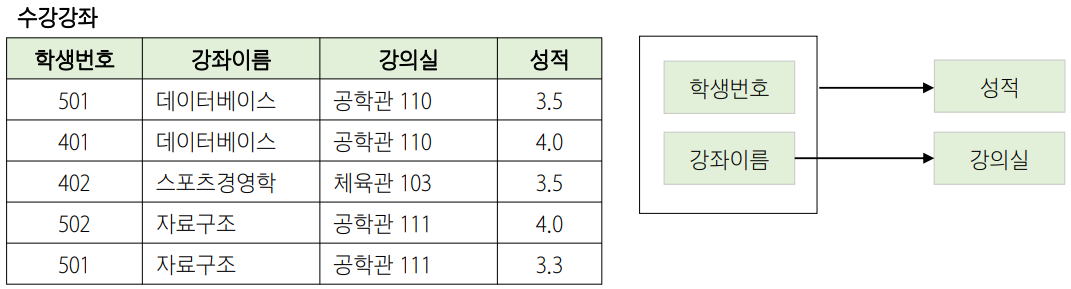 수강강좌
학생번호 강좌이름 강의실 성적
501 데이터베이스 공학관 110 3.5
401 데이터베이스 공학관 110 4.0
402 스포츠경영학 체육관 103 3.5
502 자료구조 공학관 111 4.0
501 자료구조 공학관 111 3.3
학생번호 성적
강좌이름 강의실